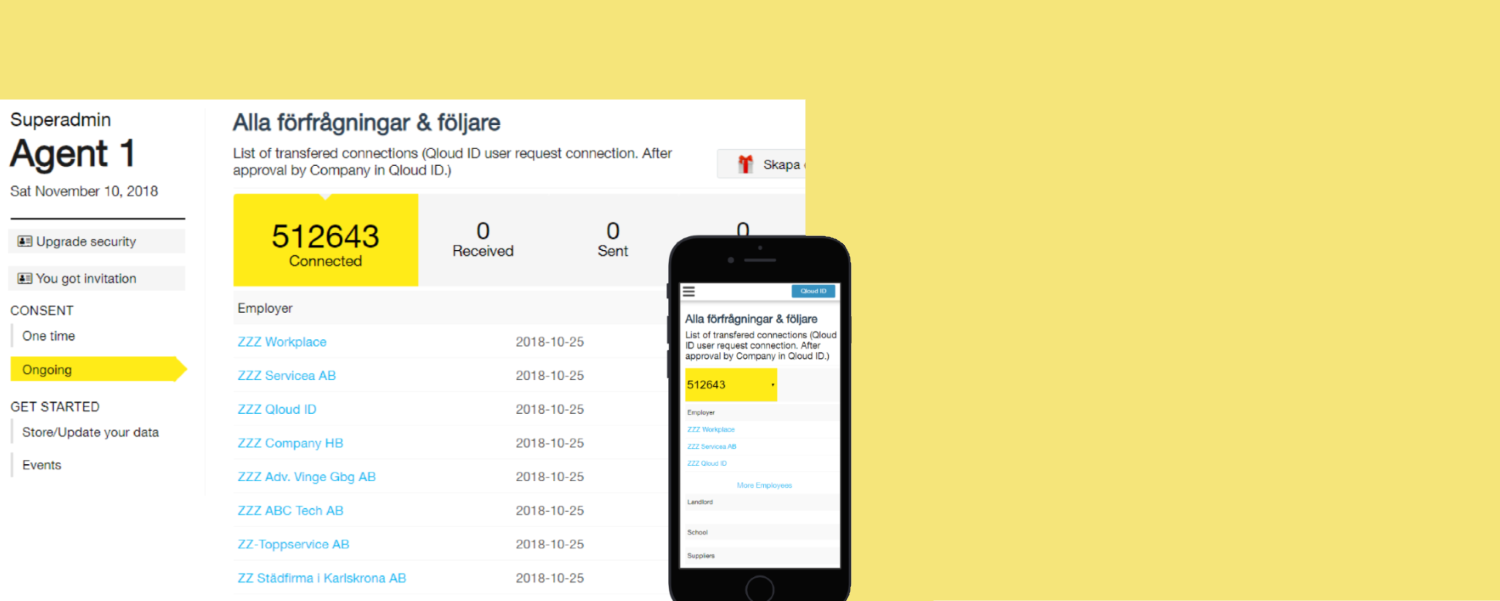 Superadmin
Agent 1
Sat November 10, 2018
Upgrade security
You got invitation
CONSENT
One time
Ongoing
GET STARTED
Store/Update your data
Events
Alla förfrågningar & följare
List of transfered connections (Qloud ID user request connection. After
approval by Company in Qloud ID.)
Skapa
512643
Connected
0
Received
0
Sent
0
Employer
ZZZ Workplace 2018-10-25
ZZZ Servicea AB 2018-10-25
ZZZ Qloud ID 2018-10-25
ZZZ Company HB 2018-10-25
ZZZ Adv. Vinge Gbg AB 2018-10-25
ZZZ ABC Tech AB 2018-10-25
ZZ-Toppservice AB 2018-10-25
ZZ Städfirma i Karlskrona AB 2018-10-25
Qloud ID
Alla förfrågningar & följare
List of transfered connections (Qloud
ID user request connection. After
approval by Company in Qloud ID.)
512643
Employer
ZZZ Workplace
ZZZ Servicea AB
ZZZ Qloud ID
More Employees
Landlord
School
Suppliers